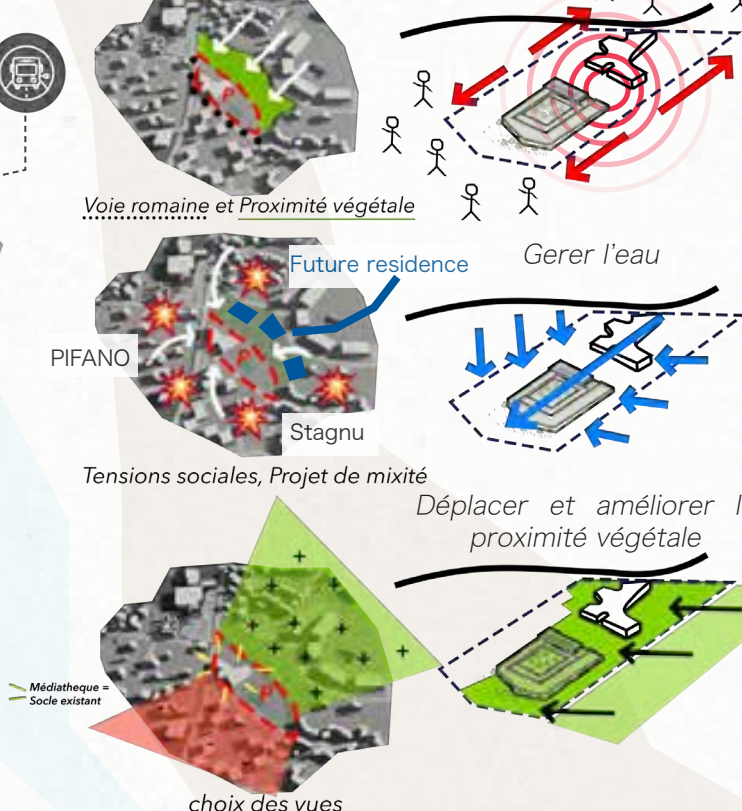 P
Voie romaine et Proximité végétale
Gerer l'eau
Future residence
PIFANO
P
Stagnu
Tensions sociales, Projet de mixité
Déplacer et améliorer
proximité végétale
Médiatheque =
Socle existant
P
choix des vues